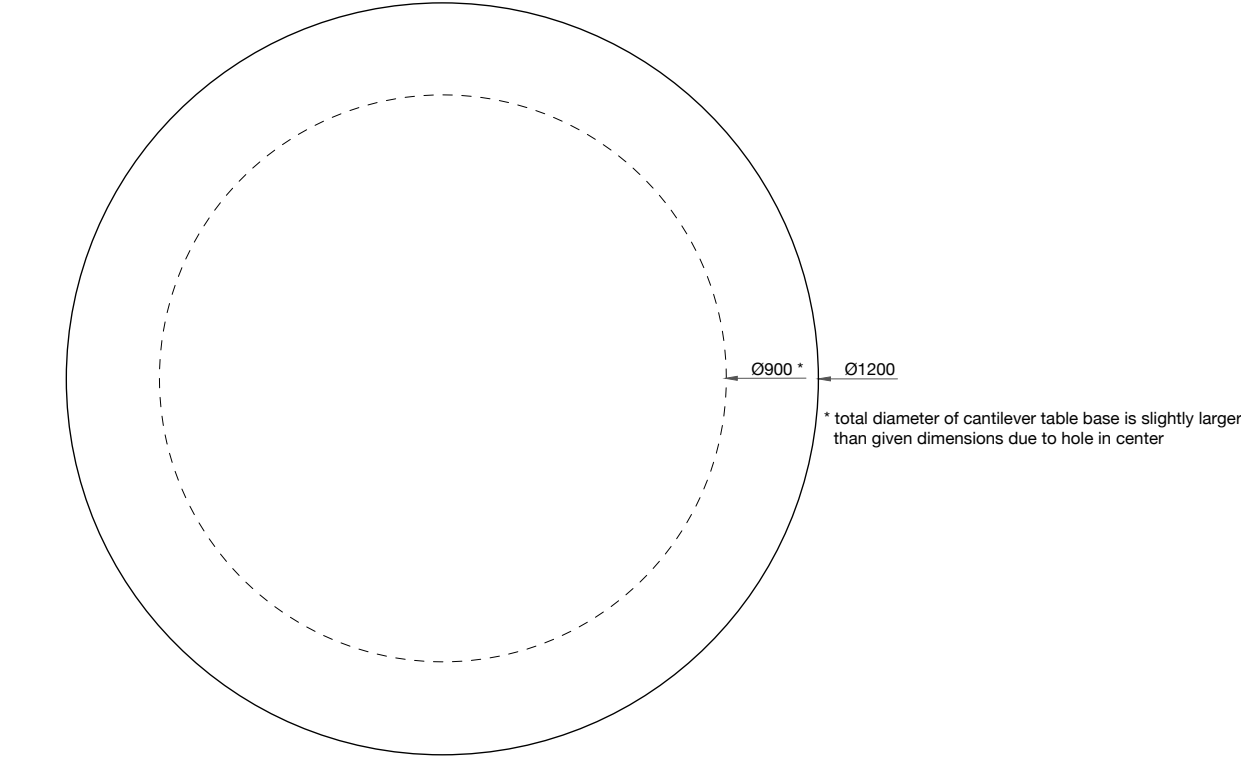 Ø900 * Ø1200
* total diameter of cantilever table base is slightly larger
than given dimensions due to hole in center